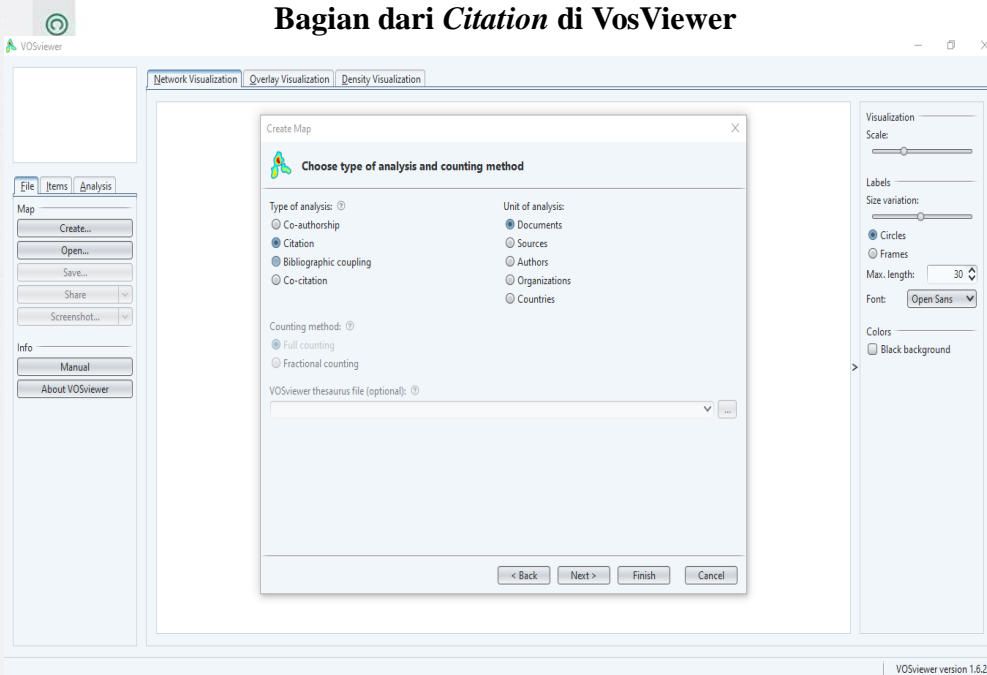 Bagian dari Citation di VosViewer
VOSviewer
Network Visualization Overlay Visualization Density Visualization
File Items Analysis
Map
Create...
Open...
Save...
Share
Screenshot...
Info
Manual
About VOSviewer
Create Map
Choose type of analysis and counting method
Type of analysis:
Co-authorship
Citation
Bibliographic coupling
Co-citation
Unit of analysis:
Documents
Sources
Authors
Organizations
Countries
Counting method:
Full counting
Fractional counting
VOSviewer thesaurus file (optional):
...
< Back Next > Finish Cancel
Visualization
Scale:
Labels
Size variation:
Circles
Frames
Max. length: 30
Font: Open Sans
Colors
Black background
>
VOSviewer version 1.6.2